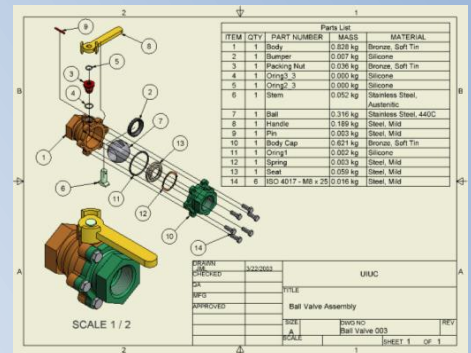 2
1
Parts List
ITEM QTY PART NUMBER MASS MATERIAL
1 1 Body 0.828 kg Bronze, Soft Tin
2 1 Bumper 0.007 kg Silicone
3 1 Packing Nut 0.036 kg Bronze, Soft Tin
4 1 Oring3_3 0.000 kg Silicone
5 1 Oring2_3 0.000 kg Silicone
6 1 Stem 0.052 kg Stainless Steel,
Austenitic
7 1 Ball 0.316 kg Stainless Steel, 440C
8 1 Handle 0.189 kg Steel, Mild
9 1 Pin 0.003 kg Steel, Mild
10 1 Body Cap 0.621 kg Bronze, Soft Tin
11 1 Oring1 0.002 kg Silicone
12 1 Spring 0.003 kg Steel, Mild
13 1 Seat 0.059 kg Steel, Mild
14 6 ISO 4017 - M8 x 25 0.016 kg Steel, Mild
9
8
5
3
2
4
7
1
13
6
11
12
10
14
B
B
A
A
SCALE 1 / 2
DRAWN
3/22/2003
CHECKED
QA
MFG
APPROVED
UIUC
TITLE
Ball Valve Assembly
SIZE
A
DWG NO
Ball Valve 003
REV
SCALE
SHEET 1 OF 1
2
1